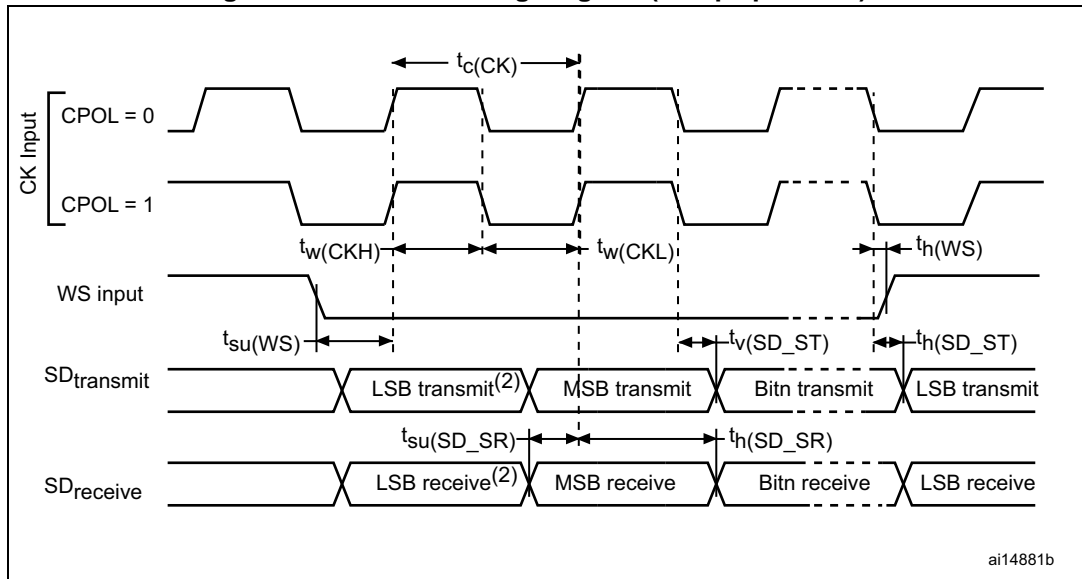 tc(CK)
CK Input
CPOL = 0
CPOL = 1
tw(CKH)
tw(CKL)
th(WS)
WS input
tsu(WS)
tv(SD_ST)
th(SD_ST)
SDtransmit
LSB transmit(2)
MSB transmit
Bitn transmit
LSB transmit
tsu(SD_SR)
th(SD_SR)
SDreceive
LSB receive(2)
MSB receive
Bitn receive
LSB receive
ai14881b